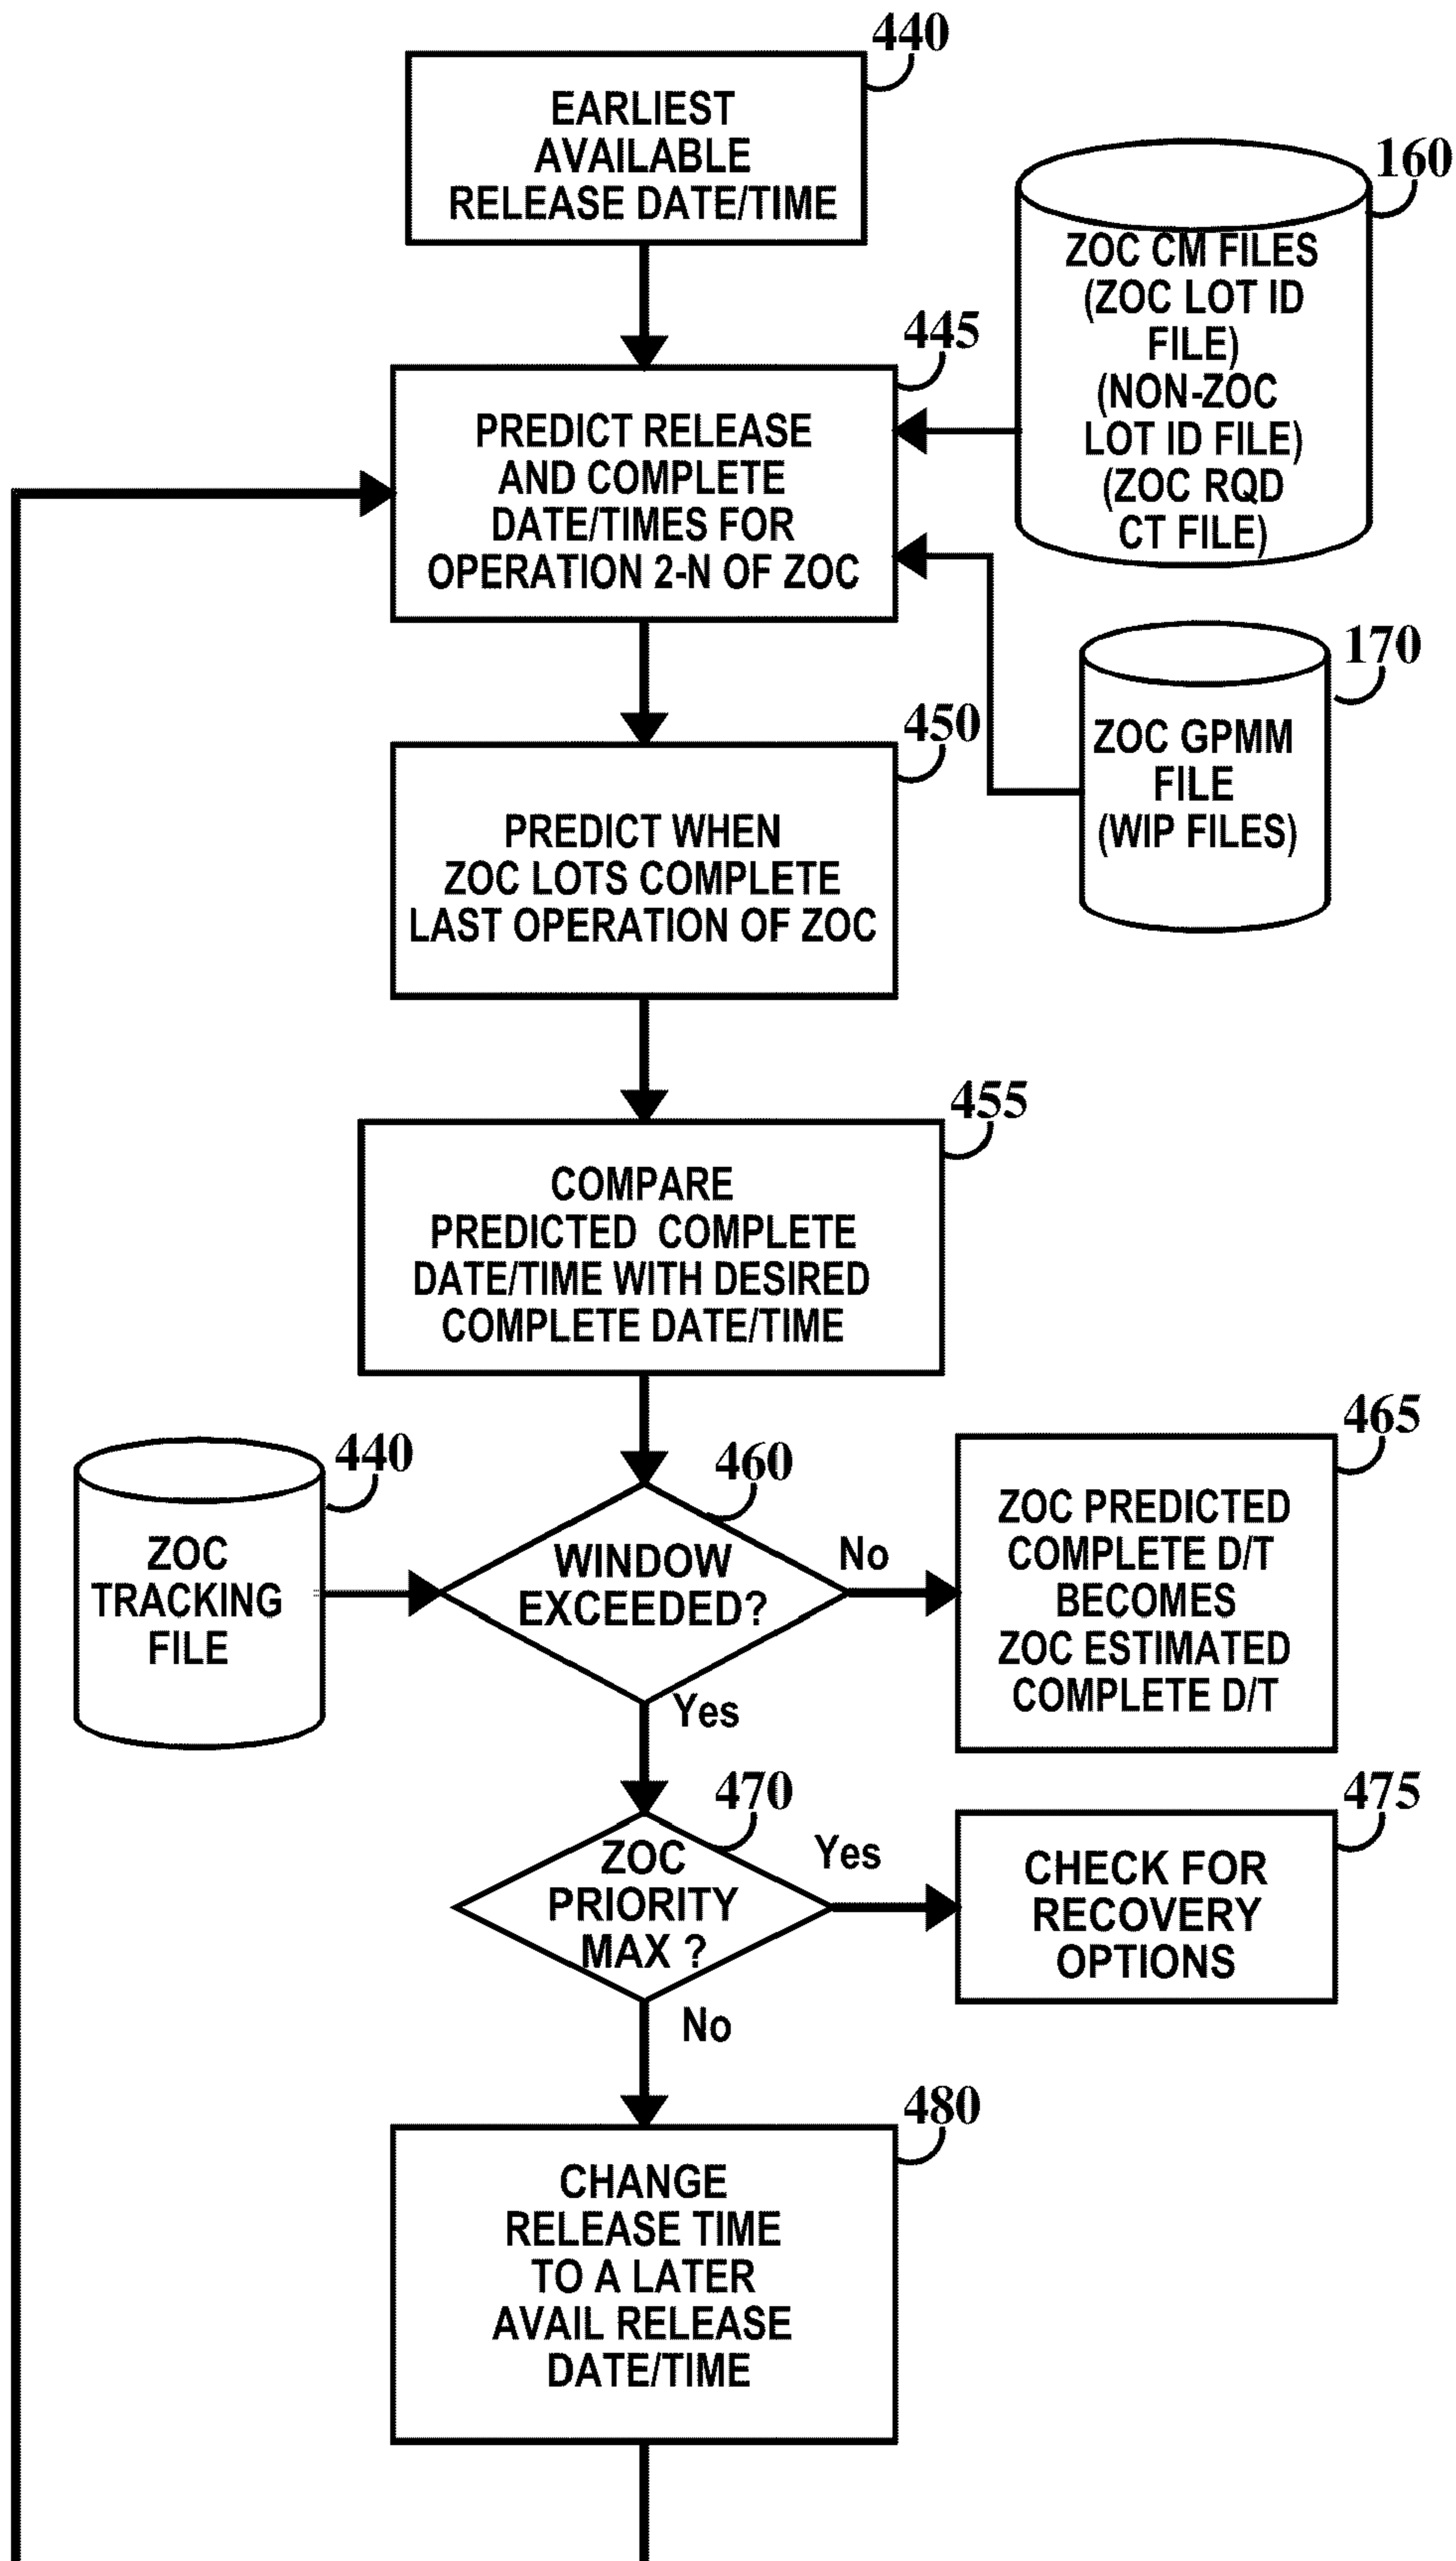 440
EARLIEST
AVAILABLE
RELEASE DATE/TIME
160
ZOC CM FILES
(ZOC LOT ID
FILE)
(NON-ZOC
LOT ID FILE)
(ZOC RQD
CT FILE)
445
PREDICT RELEASE
AND COMPLETE
DATE/TIMES FOR
OPERATION 2-N OF ZOC
170
ZOC GPMM
FILE
(WIP FILES)
450
PREDICT WHEN
ZOC LOTS COMPLETE
LAST OPERATION OF ZOC
455
COMPARE
PREDICTED COMPLETE
DATE/TIME WITH DESIRED
COMPLETE DATE/TIME
440
ZOC
TRACKING
FILE
460
WINDOW
EXCEEDED?
No
Yes
465
ZOC PREDICTED
COMPLETE D/T
BECOMES
ZOC ESTIMATED
COMPLETE D/T
470
ZOC
PRIORITY
MAX ?
Yes
No
475
CHECK FOR
RECOVERY
OPTIONS
480
CHANGE
RELEASE TIME
TO A LATER
AVAIL RELEASE
DATE/TIME